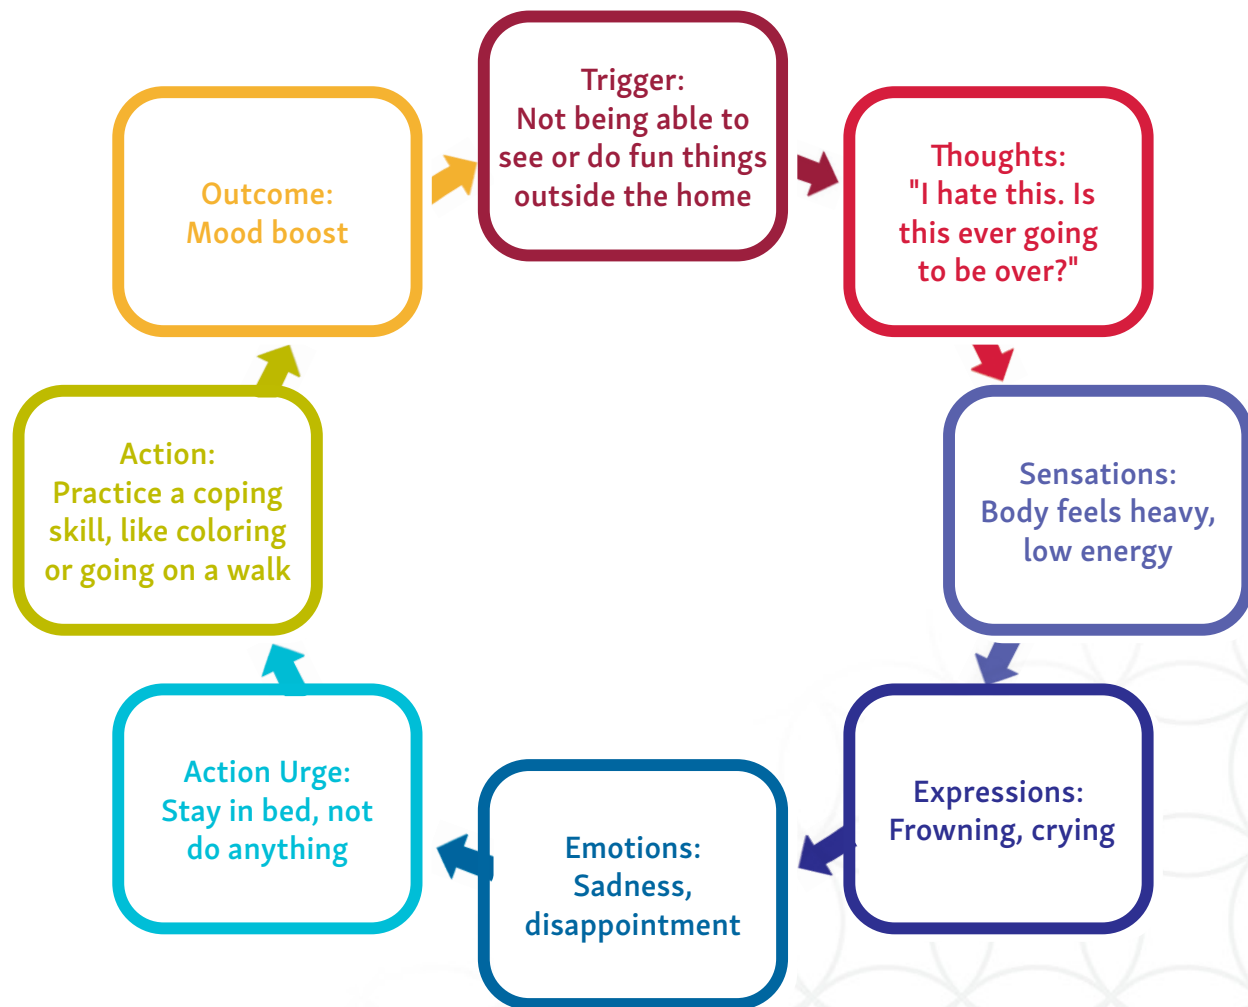 Trigger:
Not being able to
see or do fun things
outside the home
Thoughts:
"I hate this. Is
this ever going
to be over?"
Sensations:
Body feels heavy,
low energy
Expressions:
Frowning, crying
Emotions:
Sadness,
disappointment
Action Urge:
Stay in bed, not
do anything
Action:
Practice a coping
skill, like coloring
or going on a walk
Outcome:
Mood boost